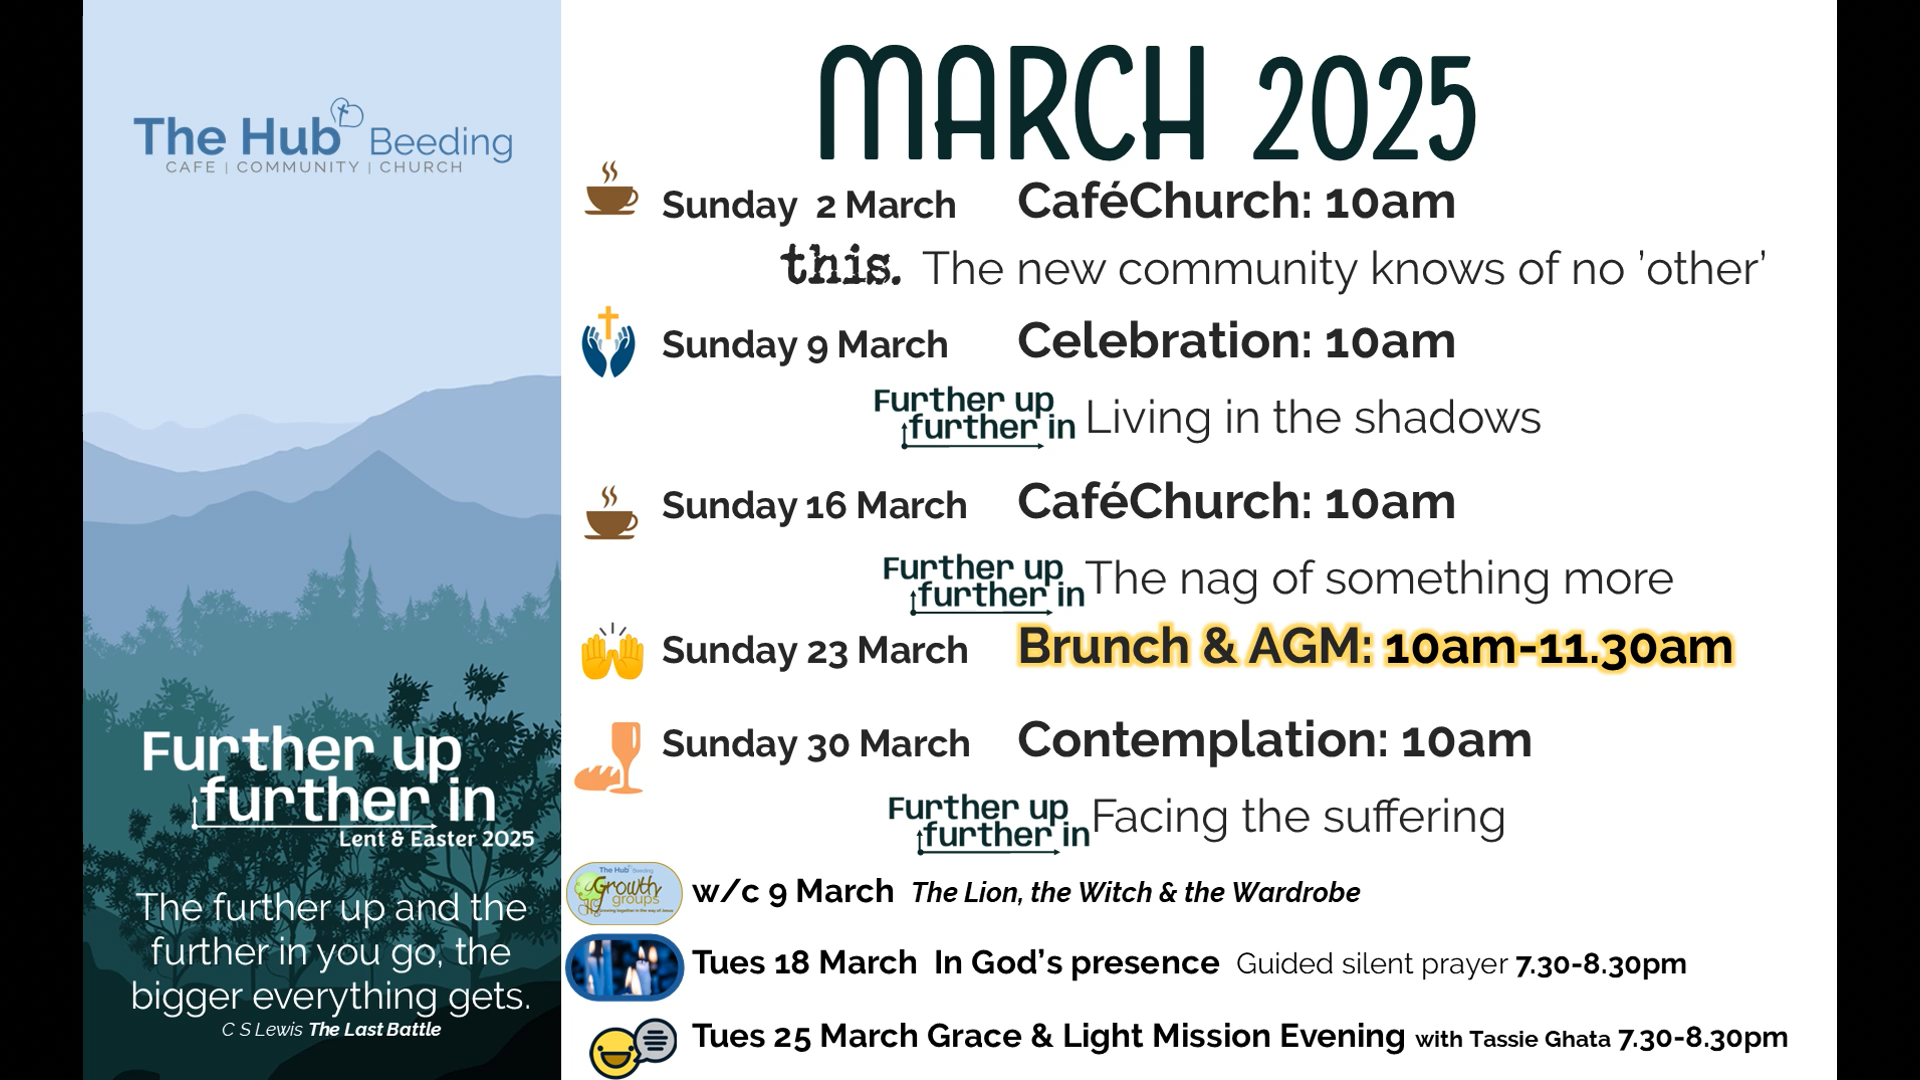 The Hub Beeding
CAFE | COMMUNITY | CHURCH
Further up
further in
Lent & Easter 2025
The further up and the
further in you go, the
bigger everything gets.
C S Lewis The Last Battle
MARCH 2025
Sunday 2 March CaféChurch: 10am
this. The new community knows of no 'other'
Sunday 9 March Celebration: 10am
Further up
further in Living in the shadows
Sunday 16 March CaféChurch: 10am
Further up
further in The nag of something more
Sunday 23 March Brunch & AGM: 10am-11.30am
Sunday 30 March Contemplation: 10am
Further up
further in Facing the suffering
The Hub Beeding
Growth
groups
w/c 9 March The Lion, the Witch & the Wardrobe
Tues 18 March In God's presence Guided silent prayer 7.30-8.30pm
Tues 25 March Grace & Light Mission Evening with Tassie Ghata 7.30-8.30pm